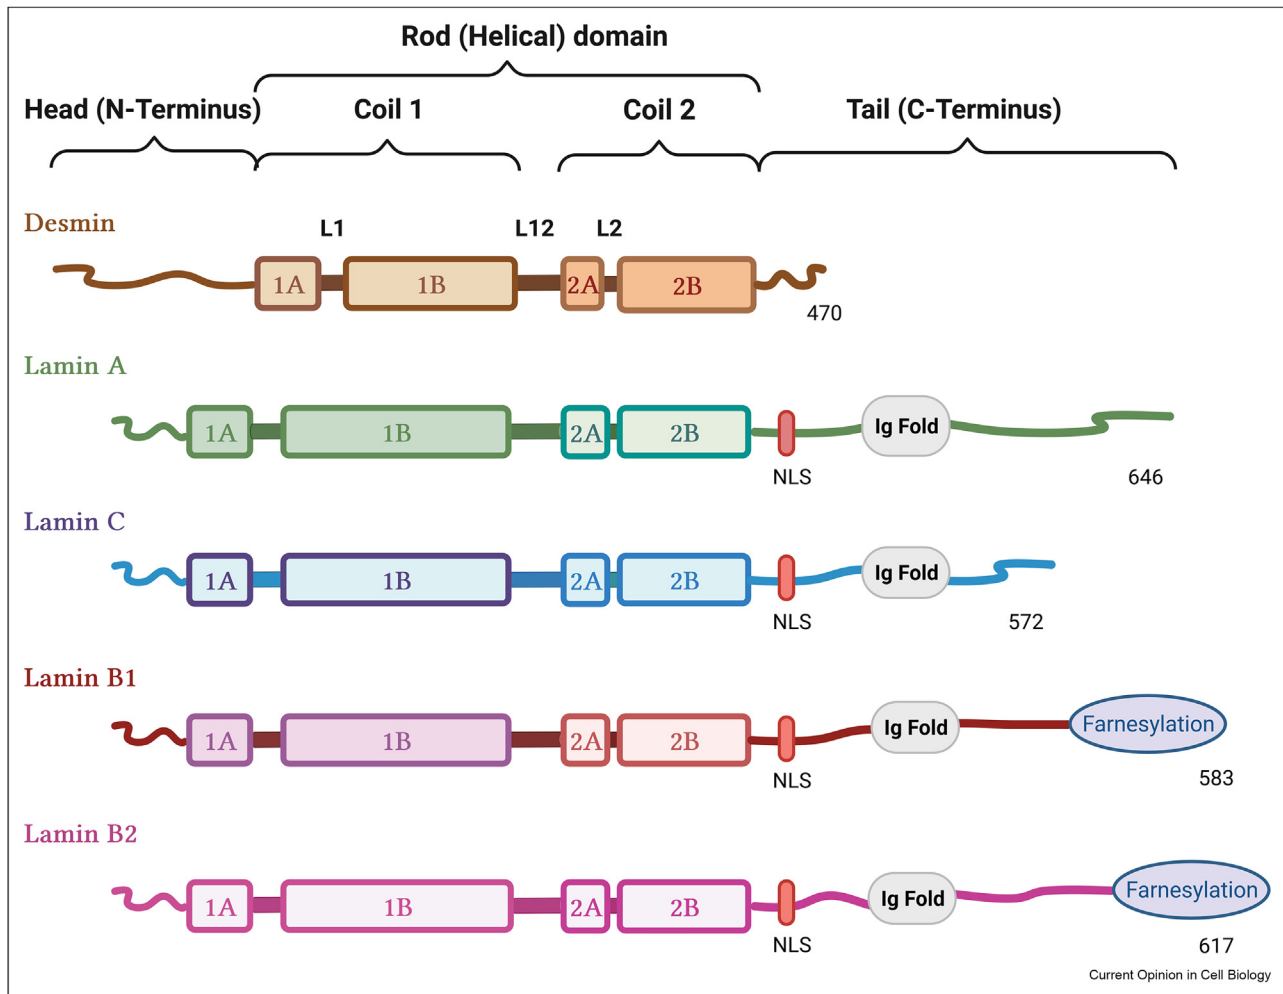 Rod (Helical) domain
Head (N-Terminus) Coil 1 Coil 2 Tail (C-Terminus)
Desmin L1 L12 L2
1A 1B 2A 2B
470
Lamin A
1A 1B 2A 2B Ig Fold
NLS 646
Lamin C
1A 1B 2A 2B Ig Fold
NLS 572
Lamin B1
1A 1B 2A 2B Ig Fold Farnesylation
NLS 583
Lamin B2
1A 1B 2A 2B Ig Fold Farnesylation
NLS 617
Current Opinion in Cell Biology